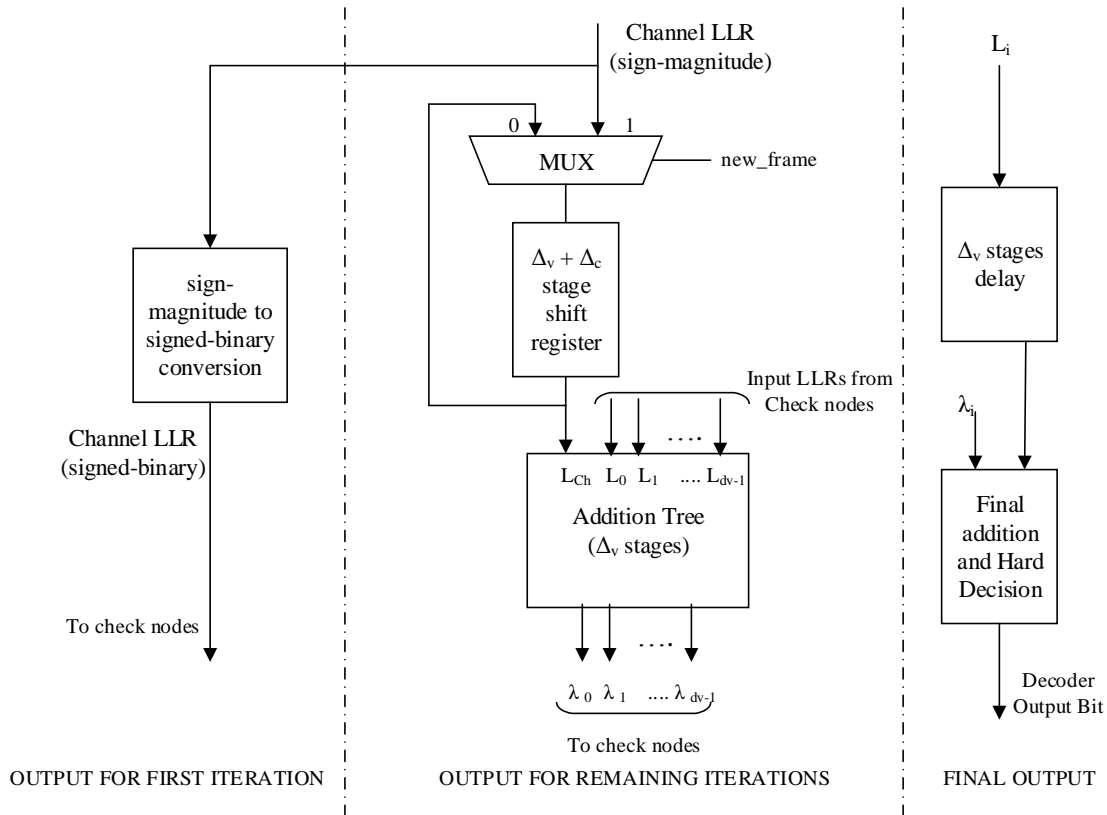 Channel LLR
(sign-magnitude)
0
1
MUX
new_frame
Δv + Δc
stage
shift
register
sign-
magnitude to
signed-binary
conversion
Channel LLR
(signed-binary)
To check nodes
Input LLRs from
Check nodes
....
LCh L0 L1 .... Ldv-1
Addition Tree
(Δv stages)
....
λ 0 λ 1 .... λ dv-1
To check nodes
Li
Δv stages
delay
λi
Final
addition
and Hard
Decision
Decoder
Output Bit
OUTPUT FOR FIRST ITERATION
OUTPUT FOR REMAINING ITERATIONS
FINAL OUTPUT